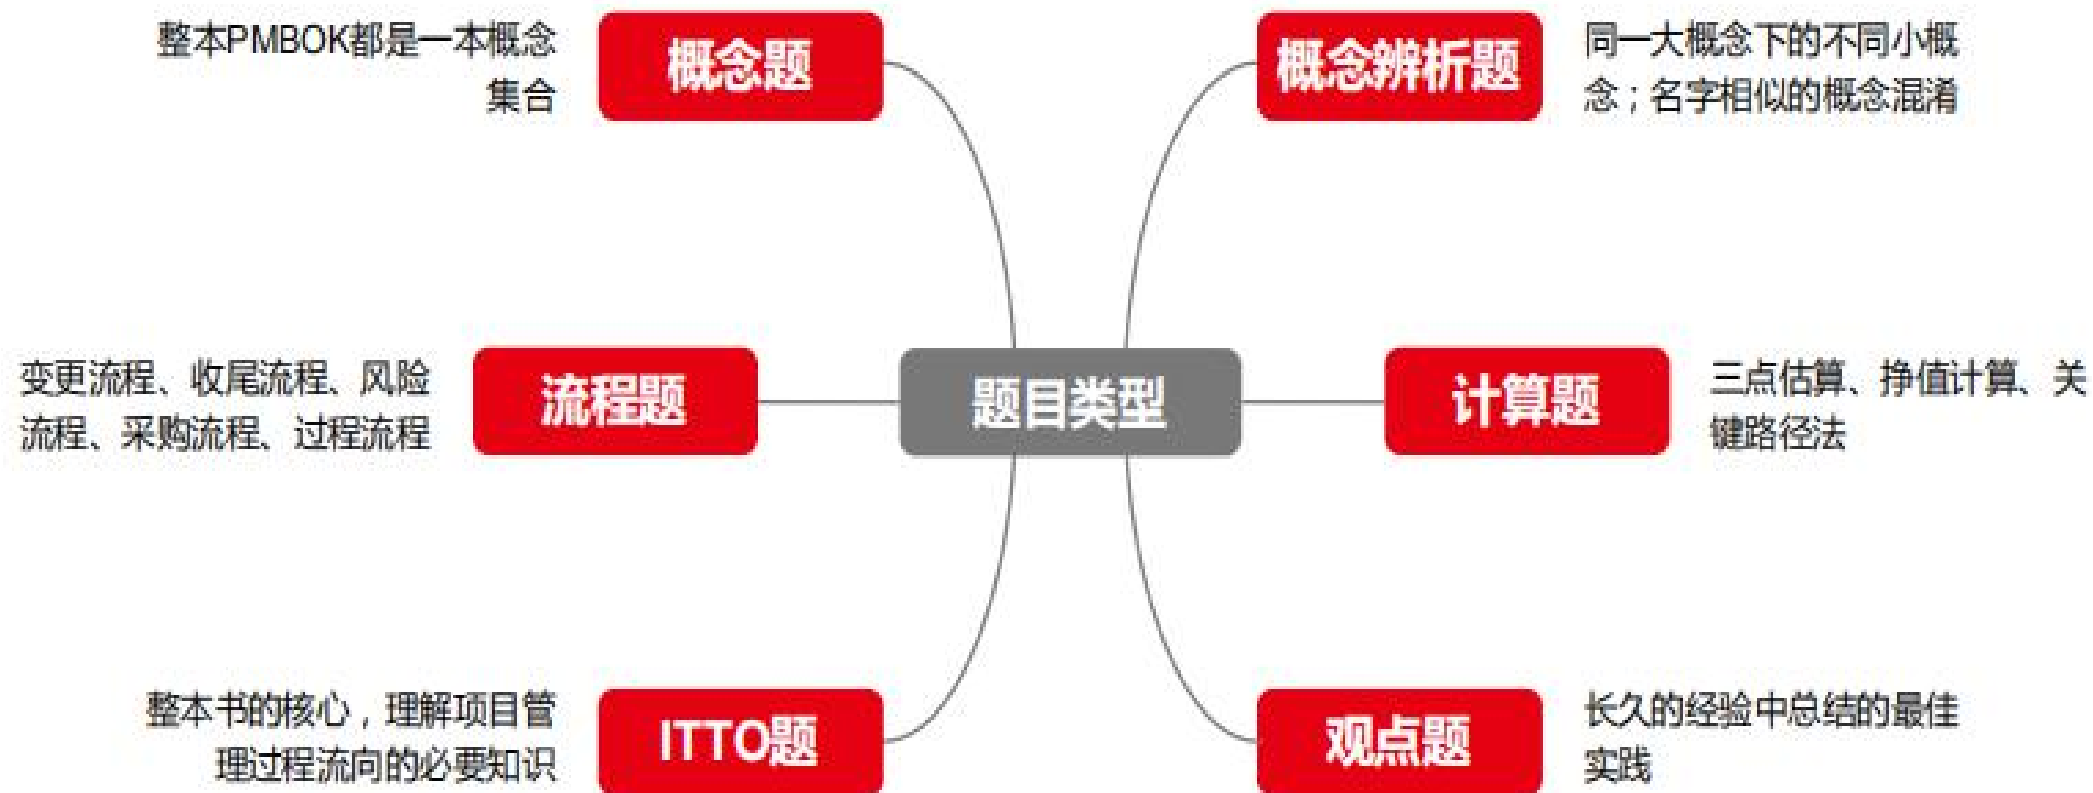 整本PMBOK都是一本概念
集合
概念题
概念辨析题
同一大概念下的不同小概
念；名字相似的概念混淆
变更流程、收尾流程、风险
流程、采购流程、过程流程
流程题
题目类型
计算题
三点估算、挣值计算、关
键路径法
整本书的核心，理解项目管
理过程流向的必要知识
ITTO题
观点题
长久的经验中总结的最佳
实践